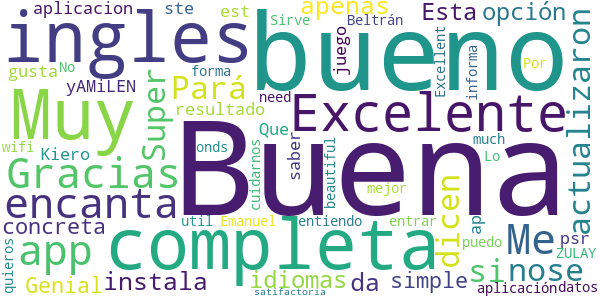 aplicacion
ste
apenas
Esta
opción
est
Sirve
Beltrán
ingles
bueno
gusta
No
forma
juego
Excellent
informa
Por
actualizaron
yAMiLEN
Pará
Super
resultado
need
Excelente
Muy
wifi
Kiero
onds
Que
cuidarnos
saber
beautiful
much
Lo
Buena
Gracias
dicen
mejor
ap
encanta
util
Emanuel
entiendo
entrar
puedo
ZULAY
concreta
completa
Me
psr
app
quieros
Genial
instala
idiomas
da
simple
si
nose
satifactoria
aplicacióndatos